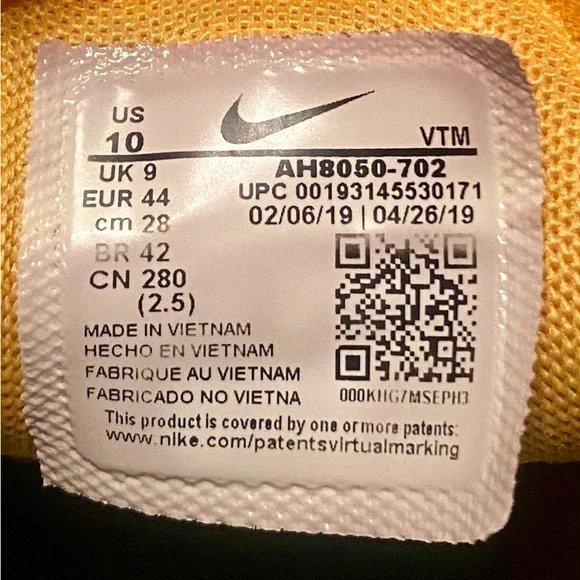 US
10
VTM
UK 9
AH8050-702
EUR 44
UPC 00193145530171
cm 28
02/06/19 | 04/26/19
BR 42
CN 280
(2.5)
MADE IN VIETNAM
HECHO EN VIETNAM
FABRIQUE AU VIETNAM
FABRICADO NO VIETNA
000KHG7MSEPH3
This product is covered by one or more patents:
www.nike.com/patentsvirtualmarking